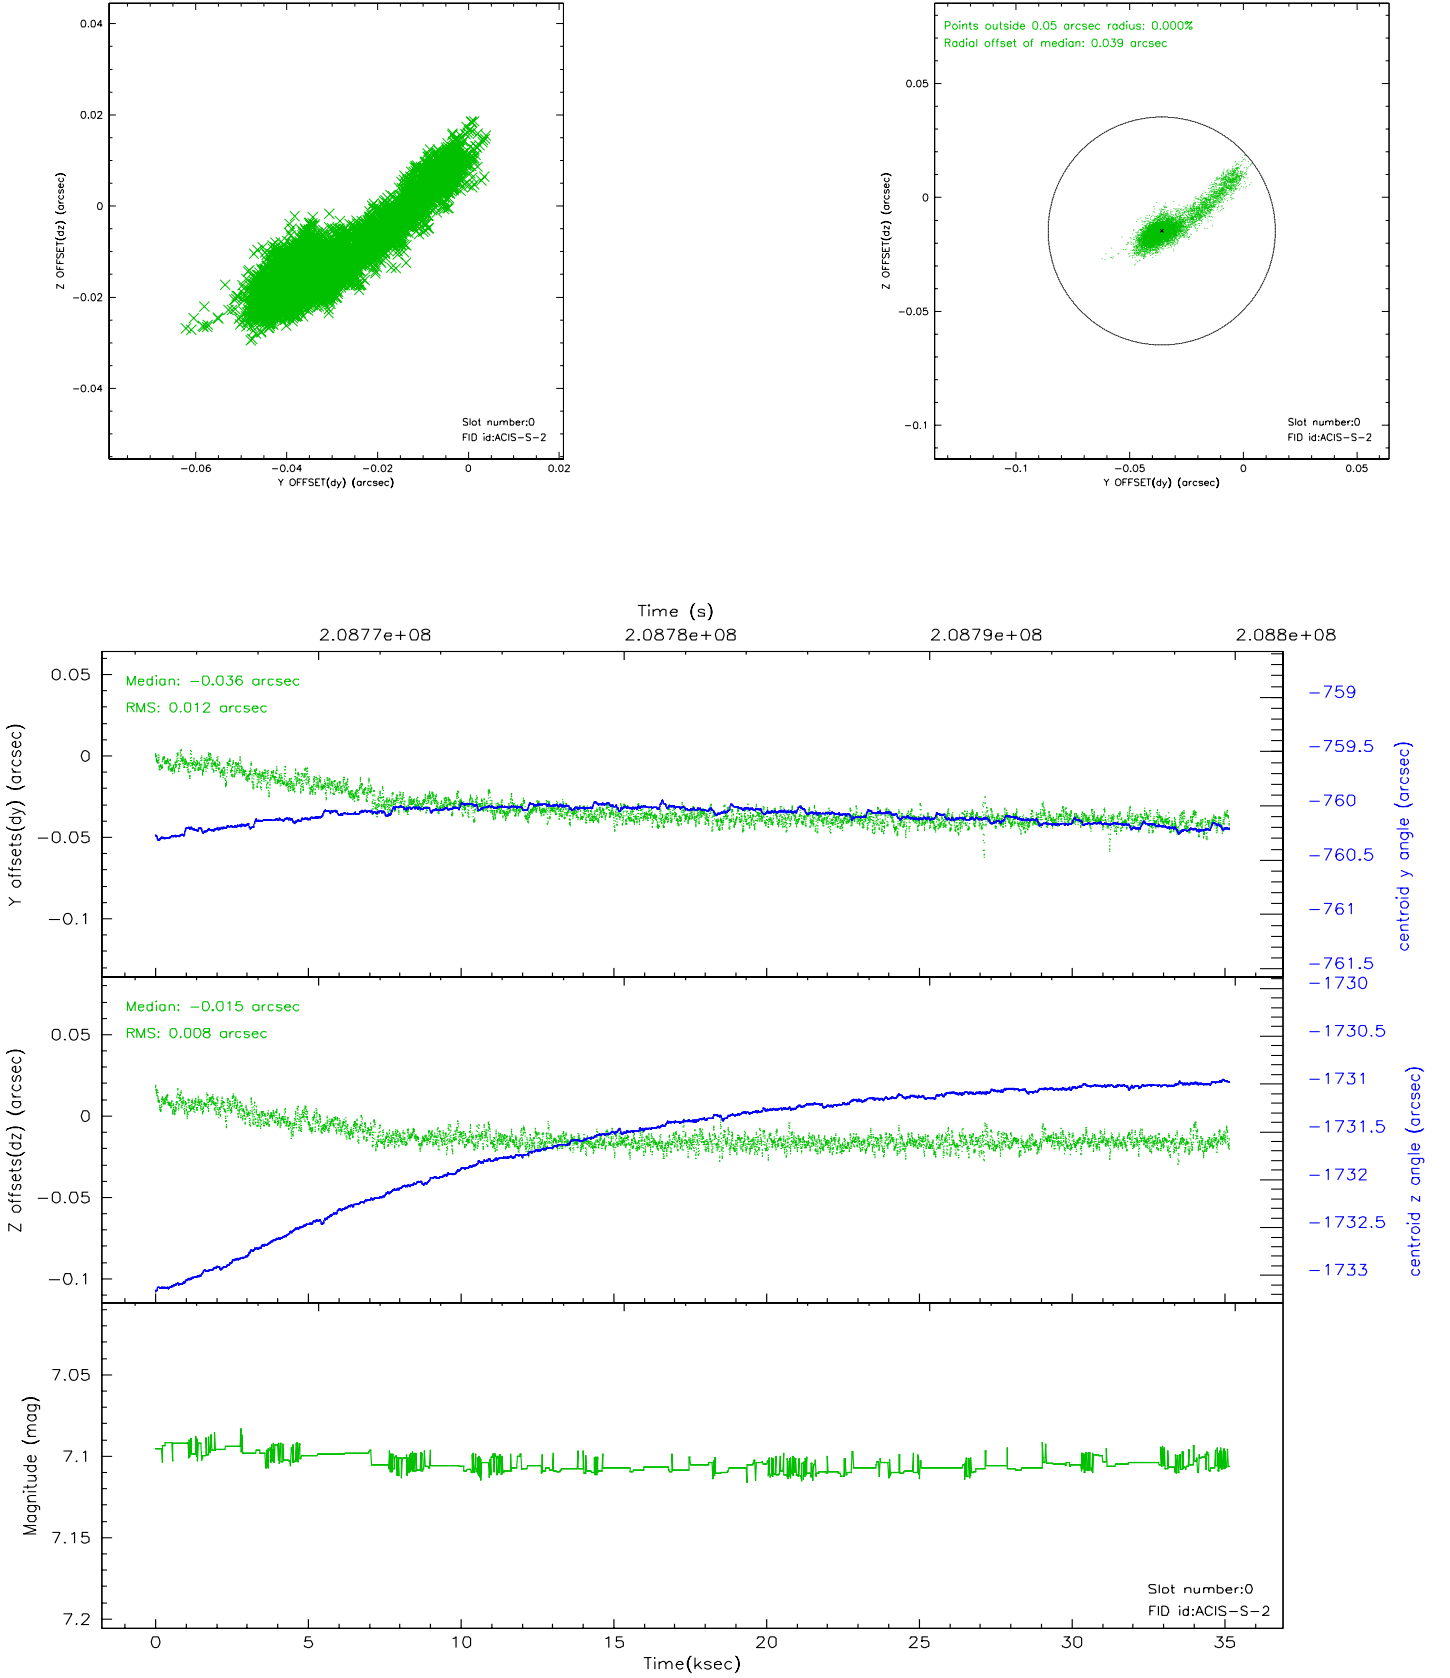 0.04
0.02
0
−0.02
−0.04
Z OFFSET(dz) (arcsec)
−0.06 −0.04 −0.02 0 0.02
Y OFFSET(dy) (arcsec)
Slot number:0
FID id:ACIS−S−2
Points outside 0.05 arcsec radius: 0.000%
Radial offset of median: 0.039 arcsec
0.05
0
−0.05
−0.1
Z OFFSET(dz) (arcsec)
−0.1 −0.05 0 0.05
Y OFFSET(dy) (arcsec)
Slot number:0
FID id:ACIS−S−2
Time (s)
2.0877e+08 2.0878e+08 2.0879e+08 2.088e+08
Median: −0.036 arcsec
RMS: 0.012 arcsec
0.05
0
−0.05
−0.1
Y offsets(dy) (arcsec)
−759
−759.5
−760
−760.5
−761
−761.5
centroid y angle (arcsec)
Median: −0.015 arcsec
RMS: 0.008 arcsec
0.05
0
−0.05
−0.1
Z offsets(dz) (arcsec)
−1730
−1730.5
−1731
−1731.5
−1732
−1732.5
−1733
centroid z angle (arcsec)
7.05
7.1
7.15
7.2
Magnitude (mag)
Slot number:0
FID id:ACIS−S−2
0 5 10 15 20 25 30 35
Time(ksec)